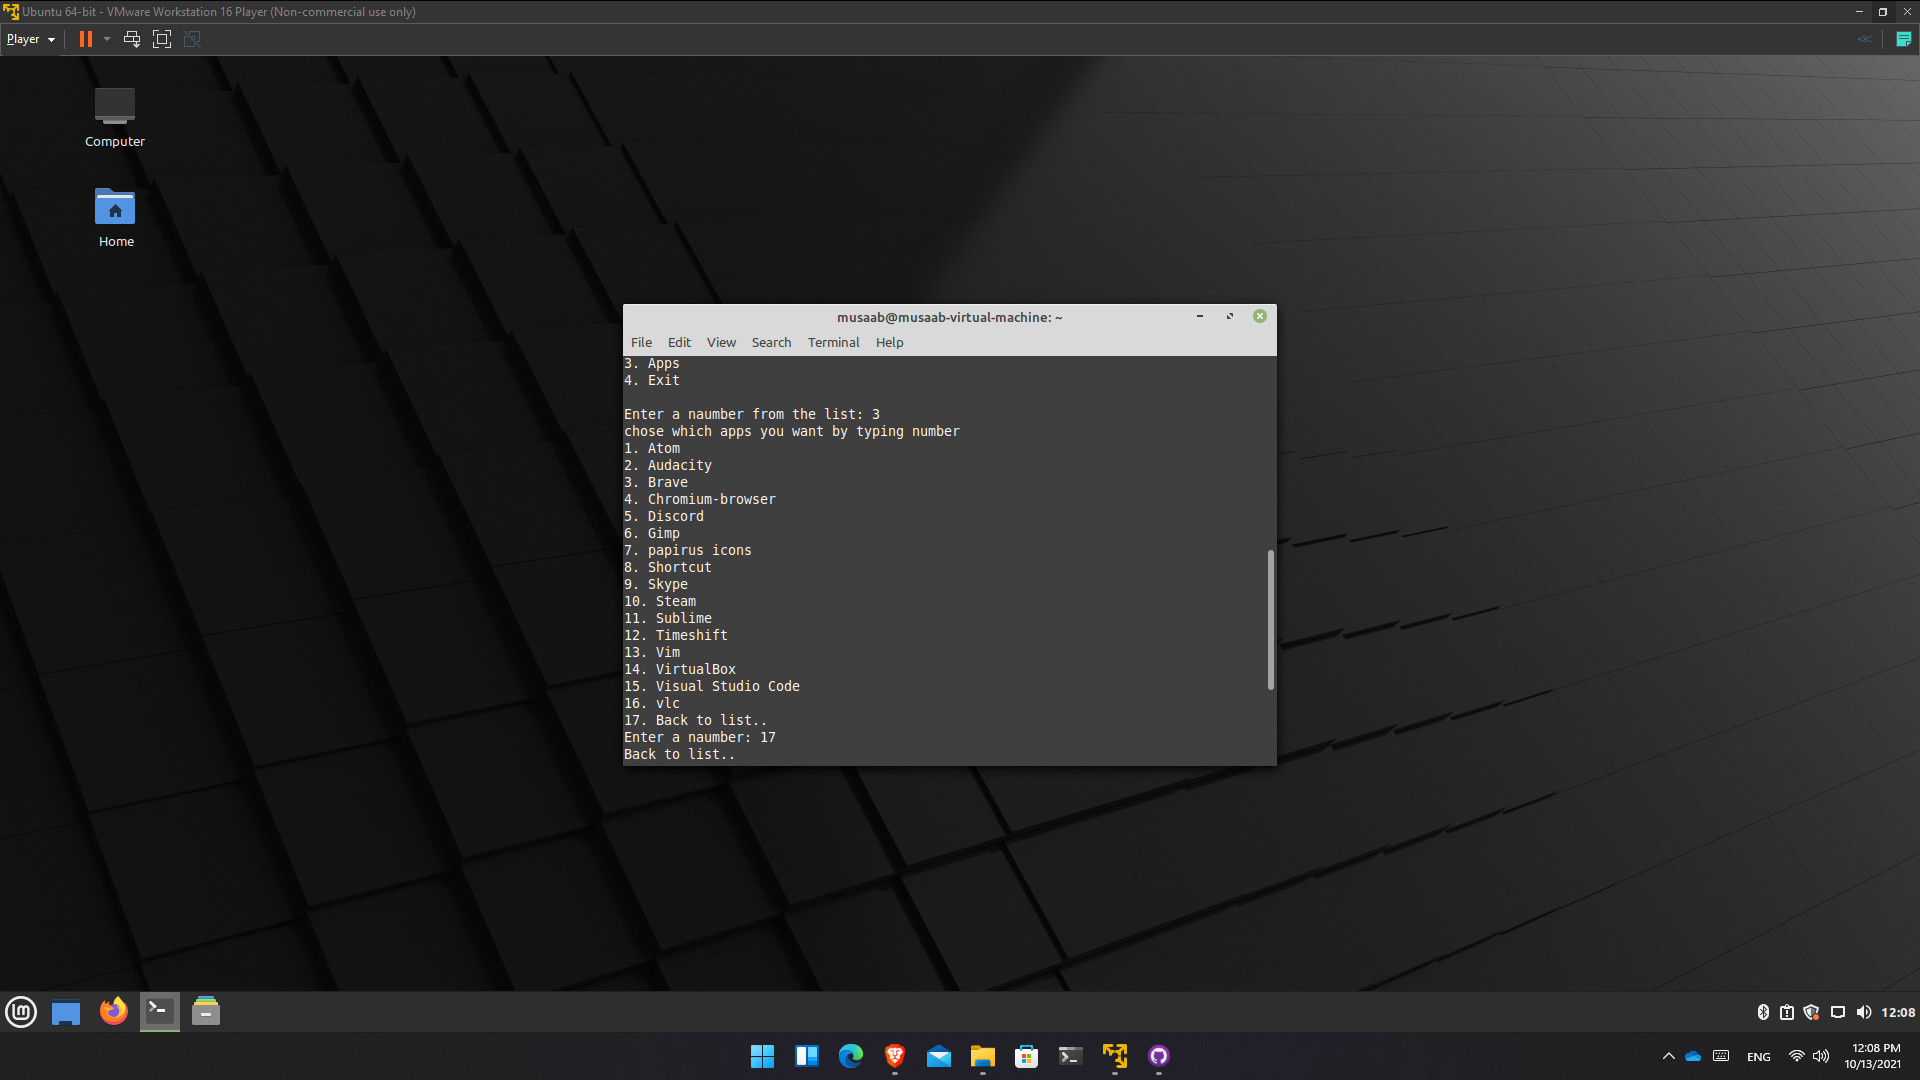 Ubuntu 64-bit - VMware Workstation 16 Player (Non-commercial use only)
Player
Computer
Home
musaab@musaab-virtual-machine: ~
File Edit View Search Terminal Help
3. Apps
4. Exit
Enter a naumber from the list: 3
chose which apps you want by typing number
1. Atom
2. Audacity
3. Brave
4. Chromium-browser
5. Discord
6. Gimp
7. papirus icons
8. Shortcut
9. Skype
10. Steam
11. Sublime
12. Timeshift
13. Vim
14. VirtualBox
15. Visual Studio Code
16. vlc
17. Back to list..
Enter a naumber: 17
Back to list..
12:08
ENG
12:08 PM
10/13/2021